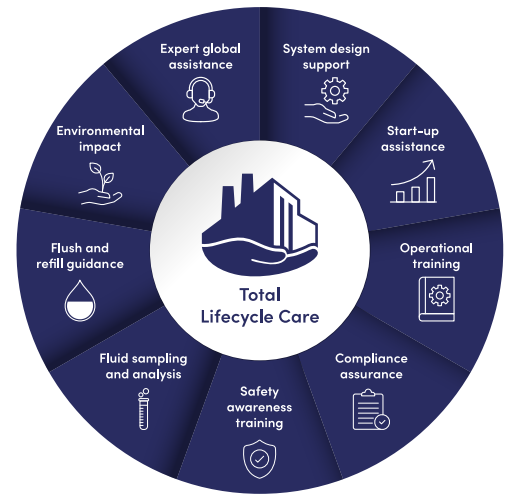 Expert global
assistance
System design
support
Start-up
assistance
Operational
training
Compliance
assurance
Safety
awareness
training
Fluid sampling
and analysis
Flush and
refill guidance
Environmental
impact
Total
Lifecycle Care